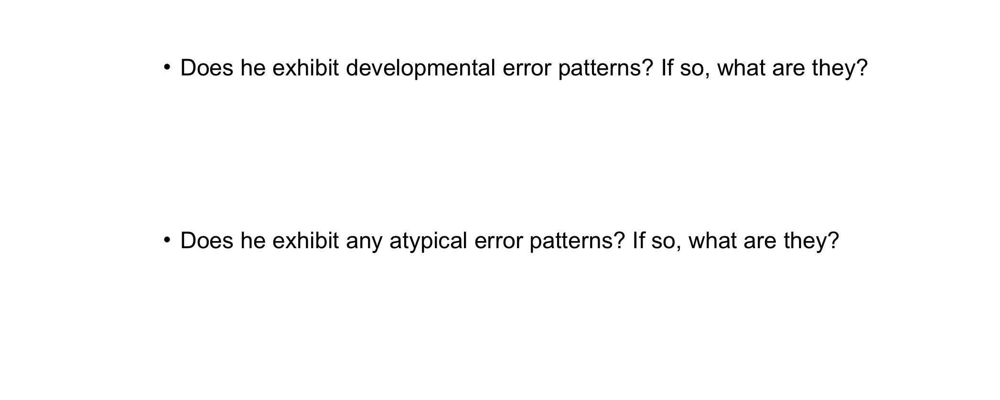 • Does he exhibit developmental error patterns? If so, what are they?
• Does he exhibit any atypical error patterns? If so, what are they?